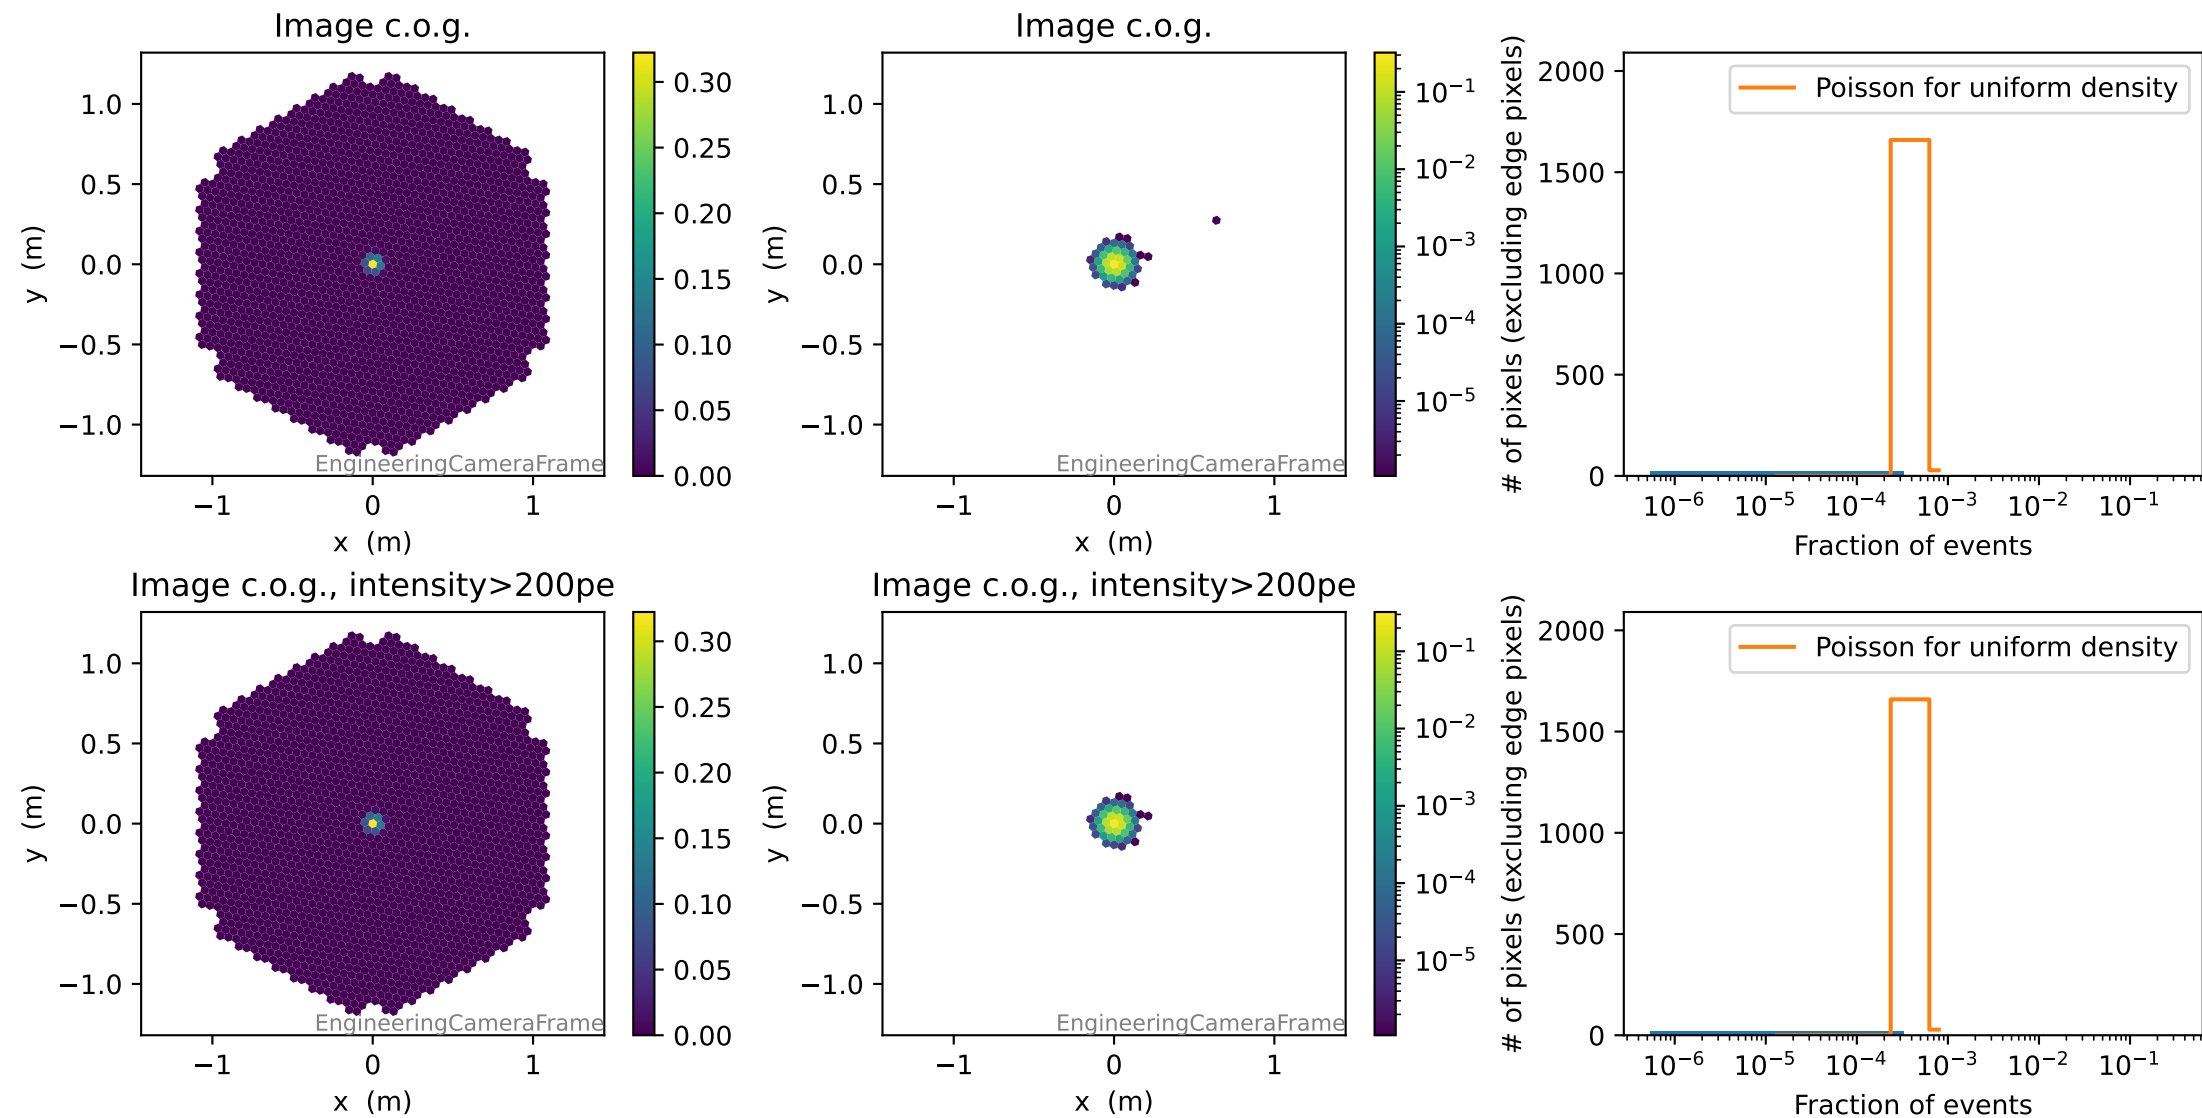 Image c.o.g.
1.0
0.5
0.0
−0.5
−1.0
y (m)
−1 0 1
x (m)
EngineeringCameraFrame
0.30
0.25
0.20
0.15
0.10
0.05
0.00
Image c.o.g.
1.0
0.5
0.0
−0.5
−1.0
y (m)
−1 0 1
x (m)
EngineeringCameraFrame
10⁻¹
10⁻²
10⁻³
10⁻⁴
10⁻⁵
# of pixels (excluding edge pixels)
2000
1500
1000
500
0
Poisson for uniform density
10⁻⁶ 10⁻⁵ 10⁻⁴ 10⁻³ 10⁻² 10⁻¹
Fraction of events
Image c.o.g., intensity>200pe
1.0
0.5
0.0
−0.5
−1.0
y (m)
−1 0 1
x (m)
EngineeringCameraFrame
0.30
0.25
0.20
0.15
0.10
0.05
0.00
Image c.o.g., intensity>200pe
1.0
0.5
0.0
−0.5
−1.0
y (m)
−1 0 1
x (m)
EngineeringCameraFrame
10⁻¹
10⁻²
10⁻³
10⁻⁴
10⁻⁵
# of pixels (excluding edge pixels)
2000
1500
1000
500
0
Poisson for uniform density
10⁻⁶ 10⁻⁵ 10⁻⁴ 10⁻³ 10⁻² 10⁻¹
Fraction of events